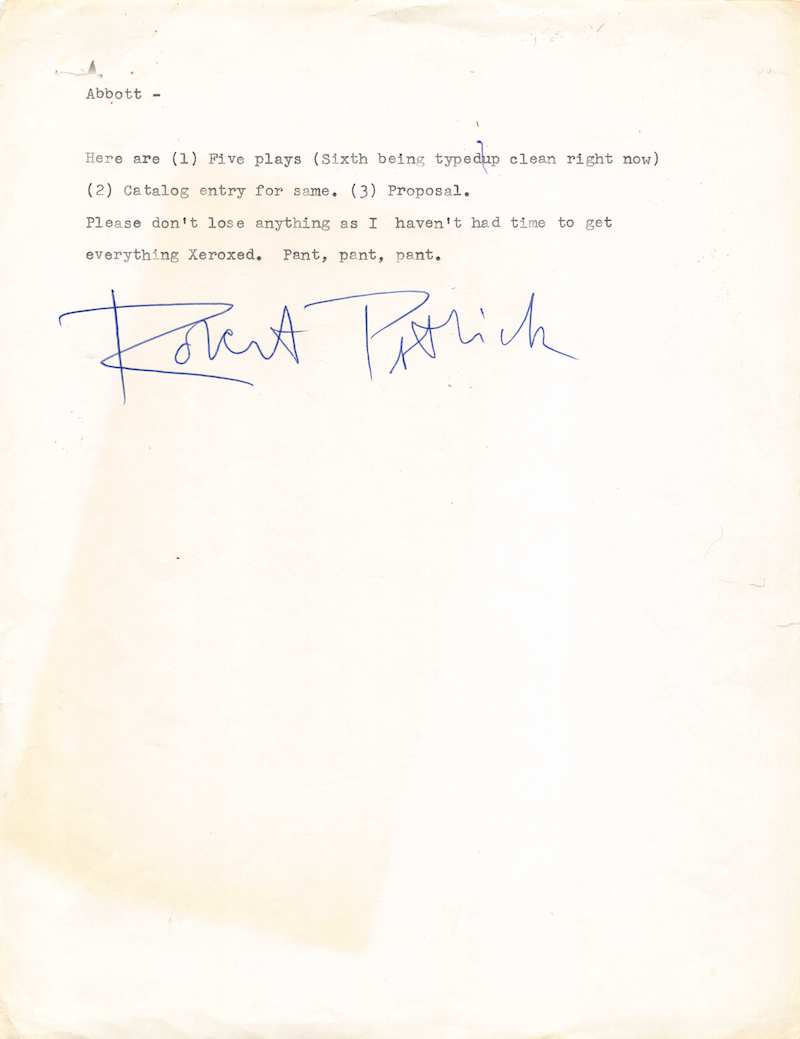 Abbott -
Here are (1) Five plays (Sixth being typedup clean right now)
(2) Catalog entry for same. (3) Proposal.
Please don't lose anything as I haven't had time to get
everything Xeroxed. Pant, pant, pant.
Robert Patrick